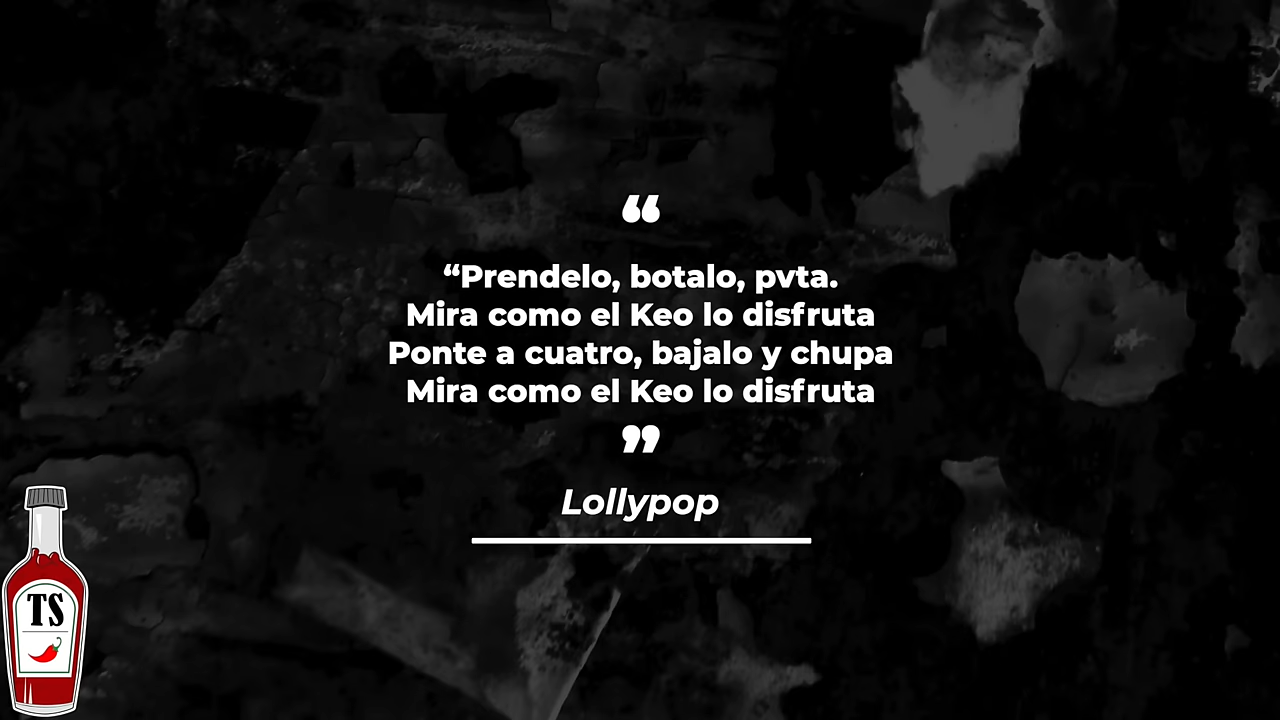 “
“Prendelo, botalo, pvta.
Mira como el Keo lo disfruta
Ponte a cuatro, bajalo y chupa
Mira como el Keo lo disfruta
”
Lollypop
TS